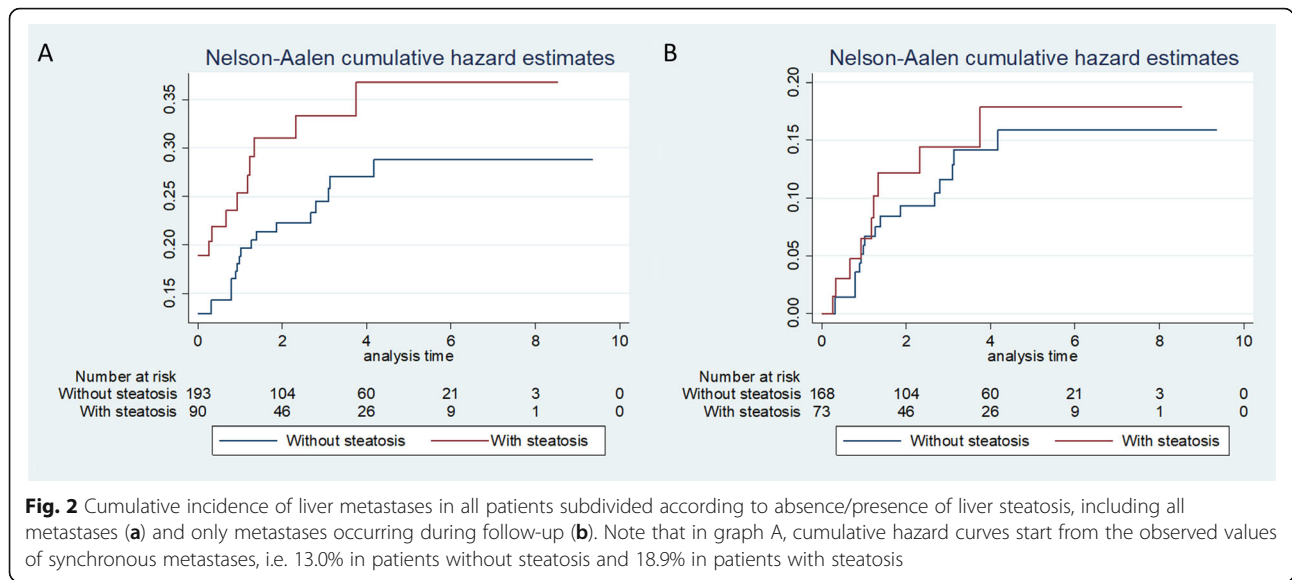 A
Nelson-Aalen cumulative hazard estimates
0.35
0.30
0.25
0.20
0.15
0 2 4 6 8 10
analysis time
Number at risk
Without steatosis 193 104 60 21 3 0
With steatosis 90 46 26 9 1 0
Without steatosis With steatosis
B
Nelson-Aalen cumulative hazard estimates
0.20
0.15
0.10
0.05
0.00
0 2 4 6 8 10
analysis time
Number at risk
Without steatosis 168 104 60 21 3 0
With steatosis 73 46 26 9 1 0
Without steatosis With steatosis
Fig. 2 Cumulative incidence of liver metastases in all patients subdivided according to absence/presence of liver steatosis, including all
metastases (a) and only metastases occurring during follow-up (b). Note that in graph A, cumulative hazard curves start from the observed values
of synchronous metastases, i.e. 13.0% in patients without steatosis and 18.9% in patients with steatosis